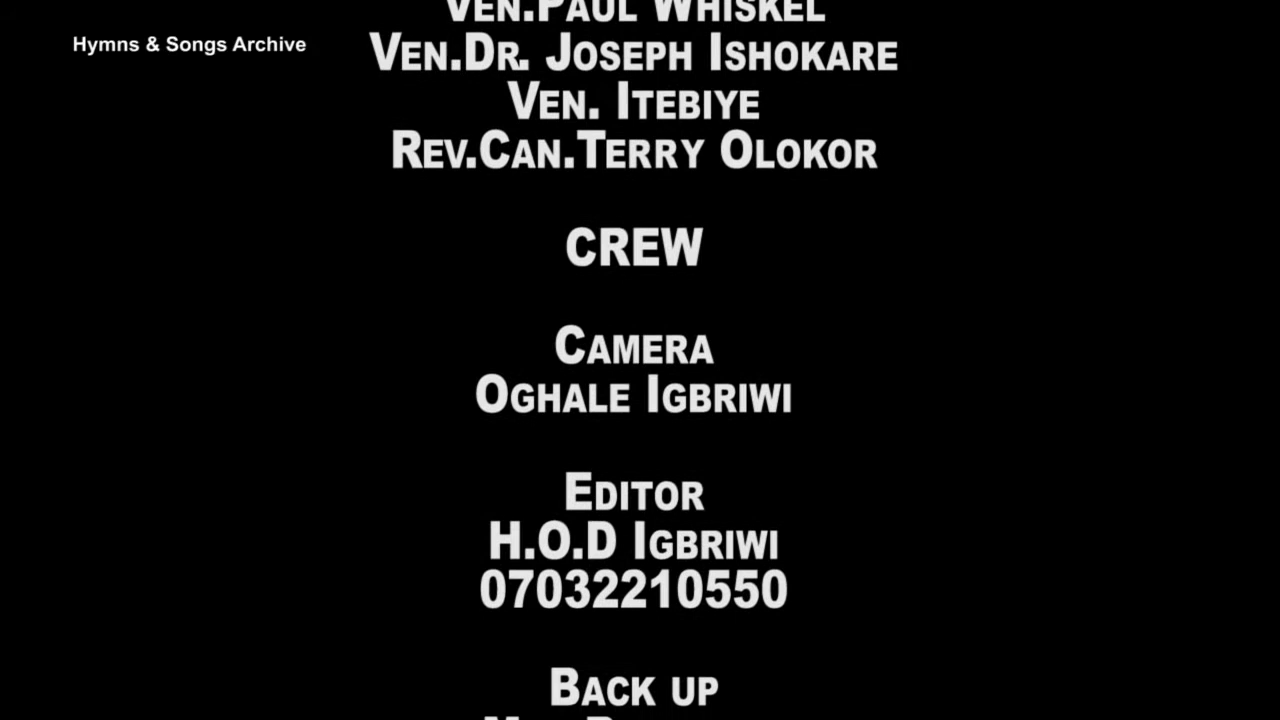 Ven.Paul Whiskel
Hymns & Songs Archive
Ven.Dr. Joseph Ishokare
Ven. Itebiye
Rev.Can.Terry Olokor
CREW
Camera
Oghale Igbriwi
Editor
H.O.D Igbriwi
07032210550
Back up